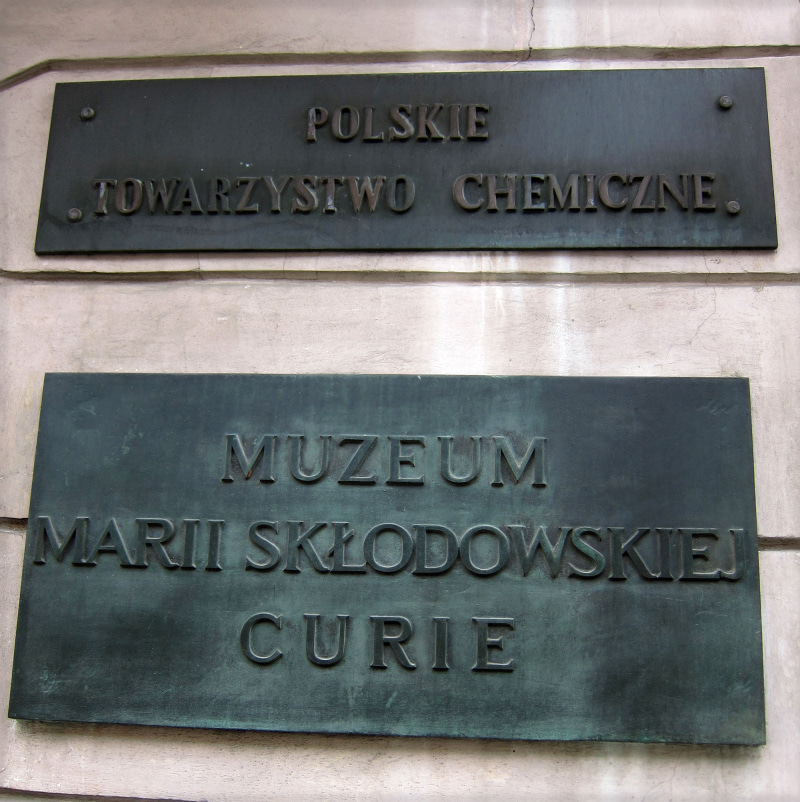 POLSKIE
TOWARZYSTWO CHEMICZNE
MUZEUM
MARII SKŁODOWSKIEJ
CURIE